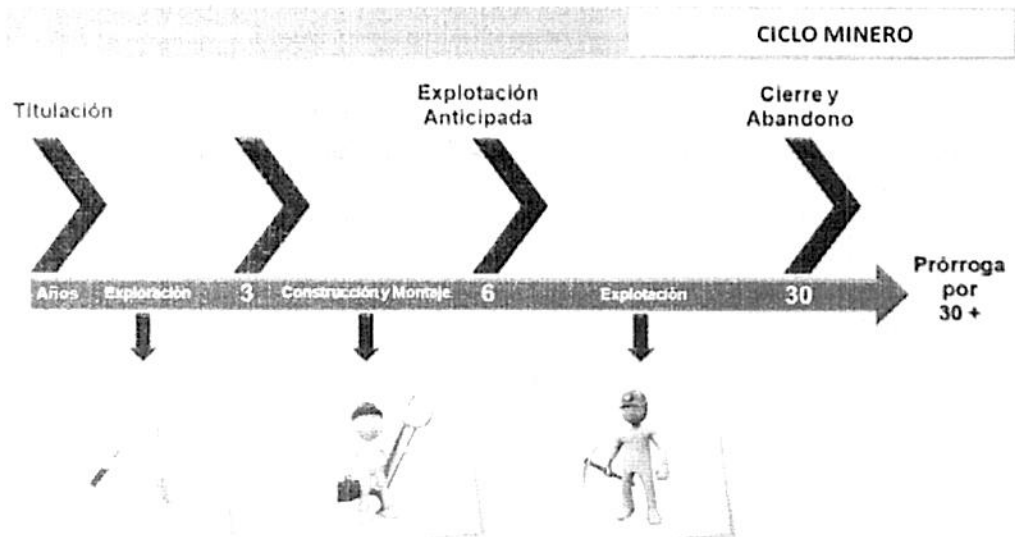 CICLO MINERO
Titulación
Explotación
Anticipada
Cierre y
Abandono
Años Exploración 3 Construcción y Montaje 6 Explotación 30
Prórroga
por
30 +